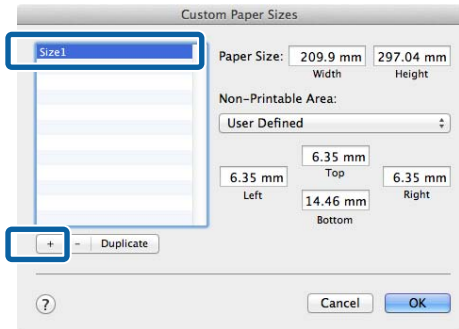 Custom Paper Sizes
Size1
Paper Size: 209.9 mm 297.04 mm
Width Height
Non-Printable Area:
User Defined
6.35 mm
Top
6.35 mm 6.35 mm
Left Right
14.46 mm
Bottom
+ - Duplicate
? Cancel OK